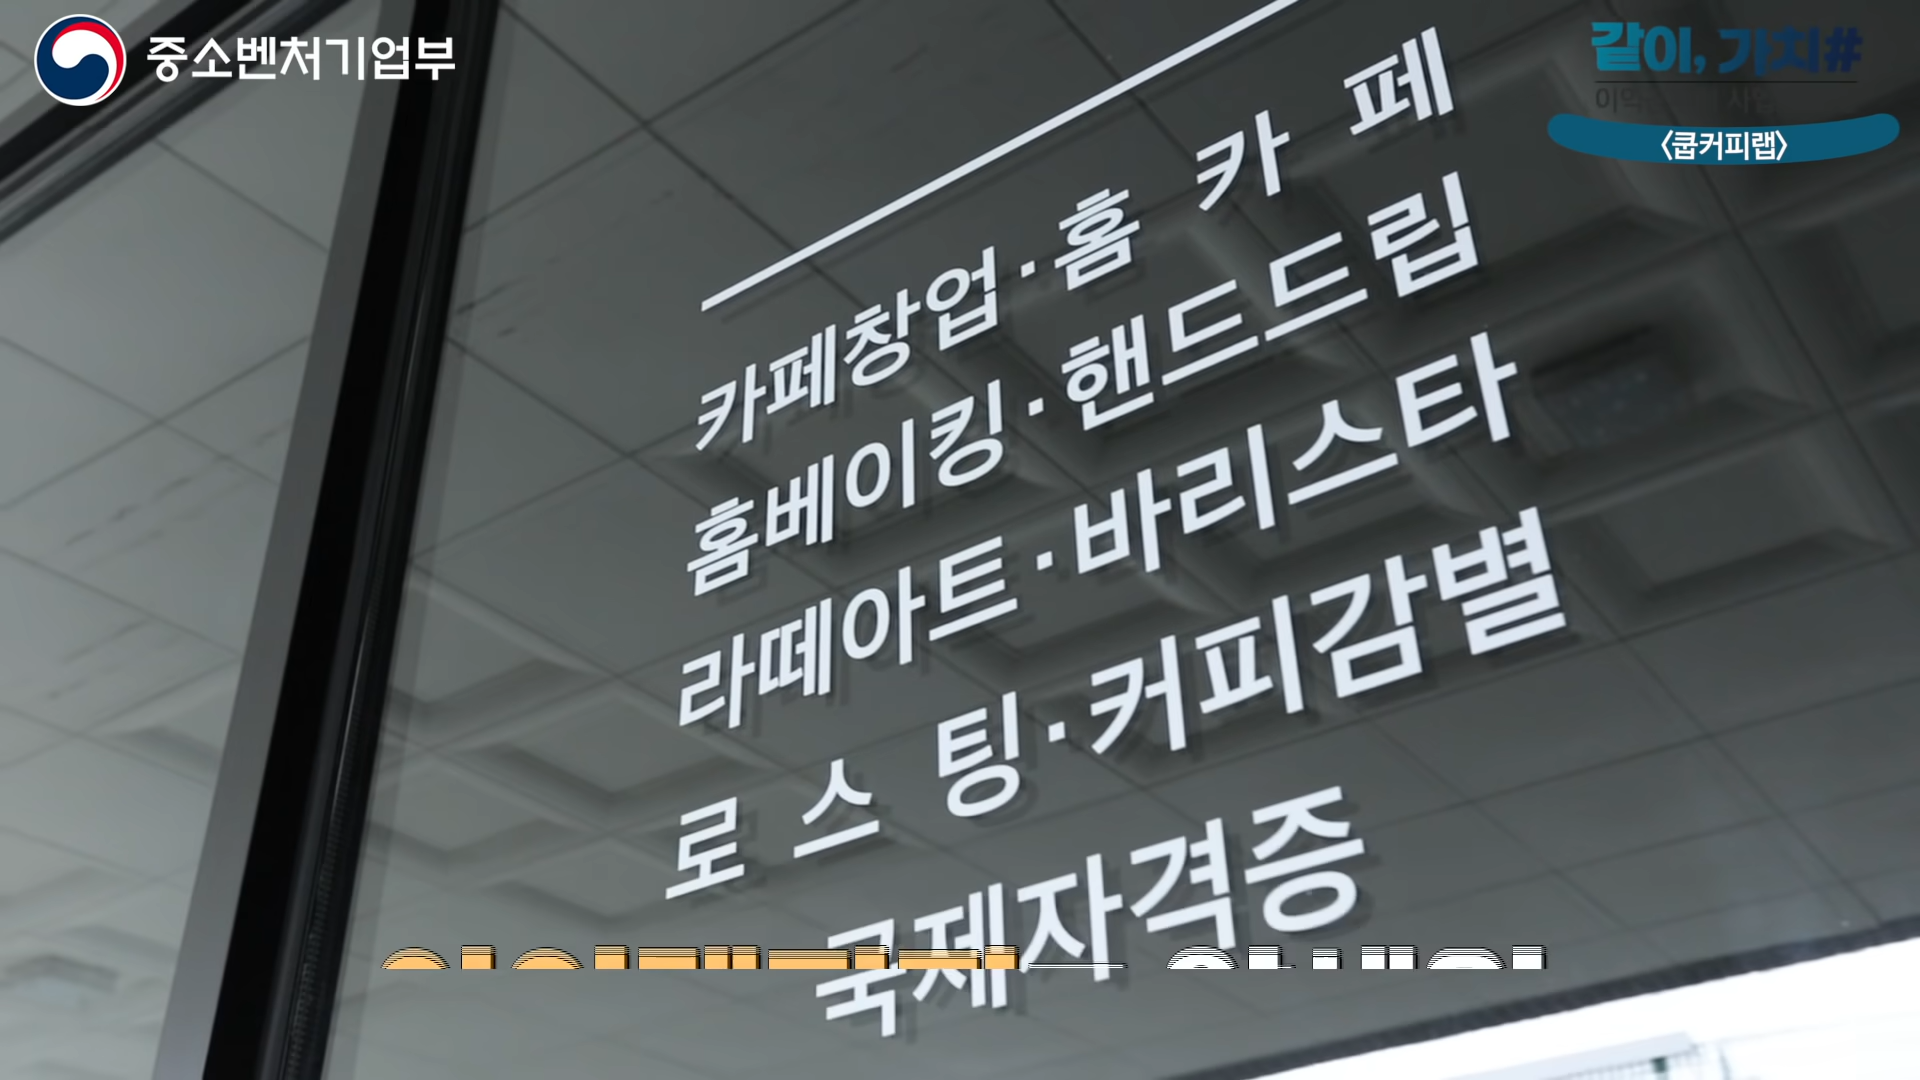 중소벤처기업부
같이, 가치#
〈쿱커피랩〉
카페창업·홈 카 페
홈베이킹·핸드드립
라떼아트·바리스타
로 스 팅·커피감별
국제자격증